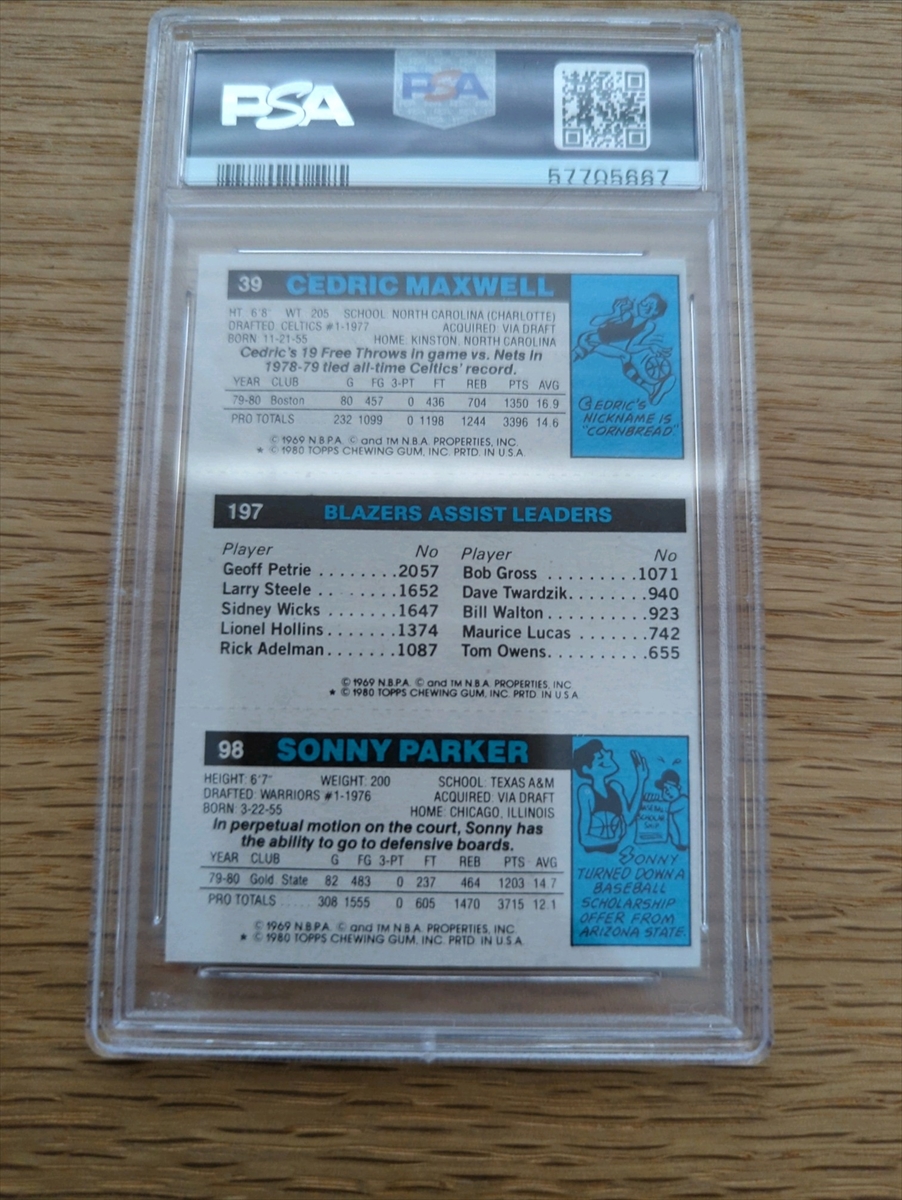 PSA
PSA
57705667
39 CEDRIC MAXWELL
HT 6'8" WT 205 SCHOOL NORTH CAROLINA (CHARLOTTE)
DRAFTED CELTICS #1-1977 ACQUIRED VIA DRAFT
BORN 11-21-55 HOME KINSTON, NORTH CAROLINA
Cedric's 19 Free Throws in game vs. Nets in
1978-79 tied all-time Celtics' record.
YEAR CLUB G FG 3-PT FT REB PTS AVG
79-80 Boston 80 457 0 436 704 1350 16.9
PRO TOTALS 232 1099 0 1198 1244 3396 14.6
© 1969 N.B.P.A. © and TM N.B.A. PROPERTIES, INC.
★ © 1980 TOPPS CHEWING GUM, INC. PRTD. IN U.S.A.
CEDRIC'S
NICKNAME IS
"CORNBREAD"
197 BLAZERS ASSIST LEADERS
Player No Player No
Geoff Petrie ........2057 Bob Gross .........1071
Larry Steele ........1652 Dave Twardzik........940
Sidney Wicks ........1647 Bill Walton .........923
Lionel Hollins.......1374 Maurice Lucas .......742
Rick Adelman.......1087 Tom Owens..........655
© 1969 N.B.P.A. © and TM N.B.A. PROPERTIES, INC.
★ © 1980 TOPPS CHEWING GUM, INC. PRTD. IN U.S.A.
98 SONNY PARKER
HEIGHT: 6'7" WEIGHT: 200 SCHOOL: TEXAS A&M
DRAFTED: WARRIORS #1-1976 ACQUIRED: VIA DRAFT
BORN: 3-22-55 HOME: CHICAGO, ILLINOIS
In perpetual motion on the court, Sonny has
the ability to go to defensive boards.
YEAR CLUB G FG 3-PT FT REB PTS AVG
79-80 Gold. State 82 483 0 237 464 1203 14.7
PRO TOTALS ..... 308 1555 0 605 1470 3715 12.1
© 1969 N.B.P.A. © and TM N.B.A. PROPERTIES, INC.
★ © 1980 TOPPS CHEWING GUM, INC. PRTD. IN U.S.A.
SONNY
TURNED DOWN A
BASEBALL
SCHOLARSHIP
OFFER FROM
ARIZONA STATE.